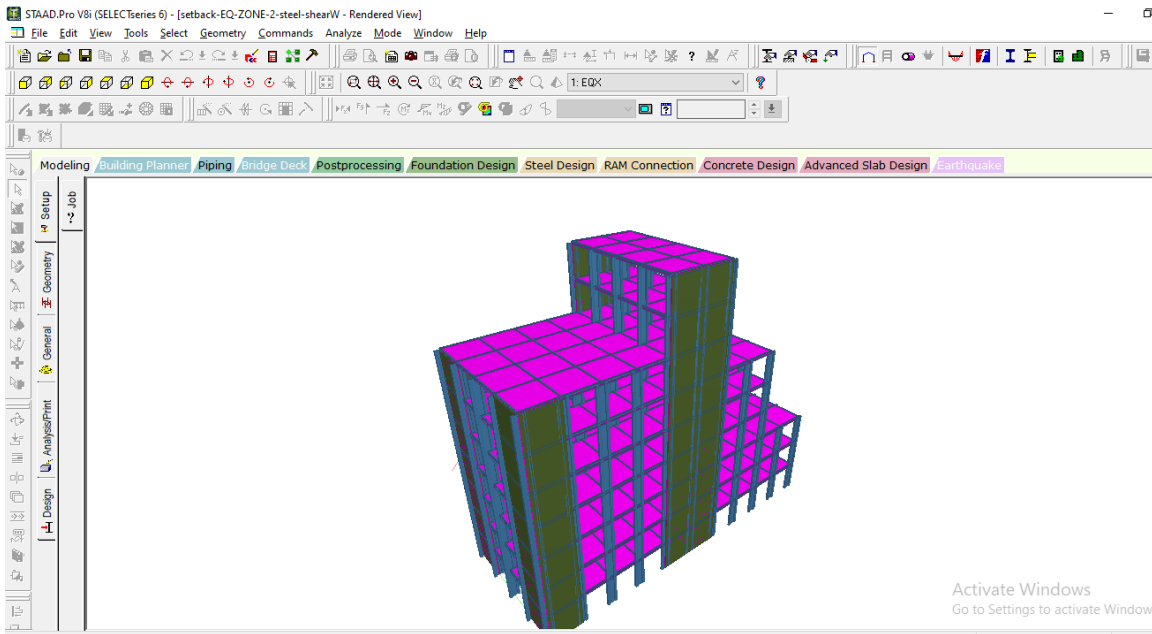 STAAD.Pro V8i (SELECTseries 6) - [setback-EQ-ZONE-2-steel-shearW - Rendered View]
File Edit View Tools Select Geometry Commands Analyze Mode Window Help
1: EQX
Modeling Building Planner Piping Bridge Deck Postprocessing Foundation Design Steel Design RAM Connection Concrete Design Advanced Slab Design Earthquake
Setup
Geometry
General
Analysis/Print
Design
Job
Activate Windows
Go to Settings to activate Window